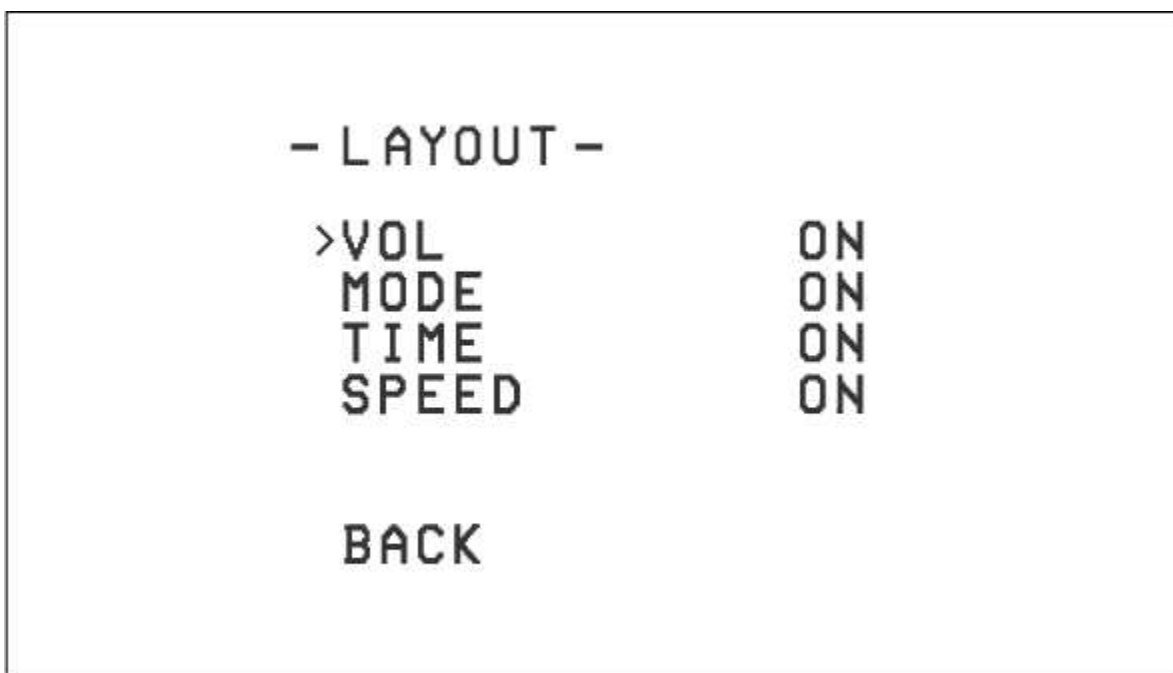 - LAYOUT -
>VOL ON
MODE ON
TIME ON
SPEED ON
BACK